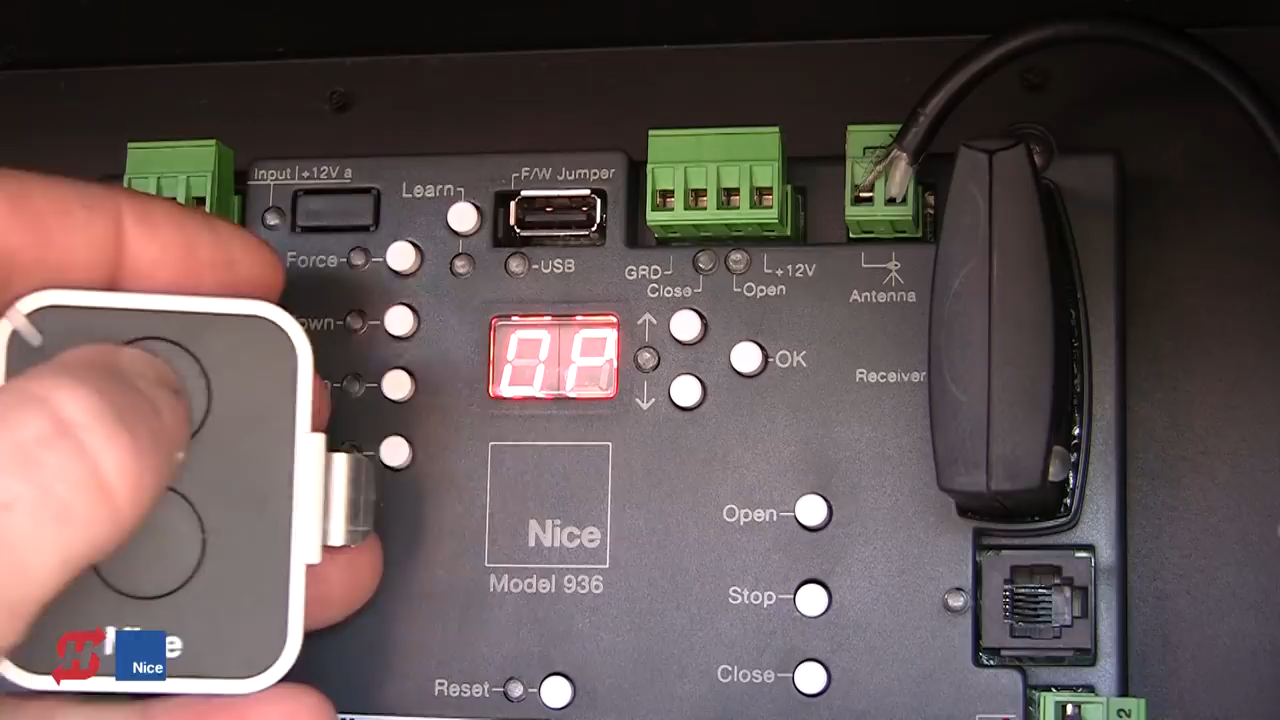 Input | +12V a
Learn
F/W Jumper
Force
USB
GRD
Close
+12V
Open
Antenna
OP
OK
Receiver
Nice
Model 936
Open
Stop
Close
Reset
H
Nice
2